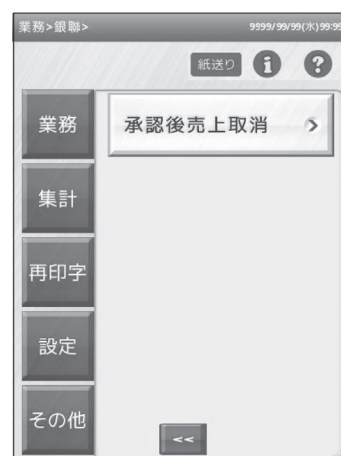 業務>銀聯> 9999/99/99(水)99:99
紙送り i ?
業務
承認後売上取消 >
集計
再印字
設定
その他
<<